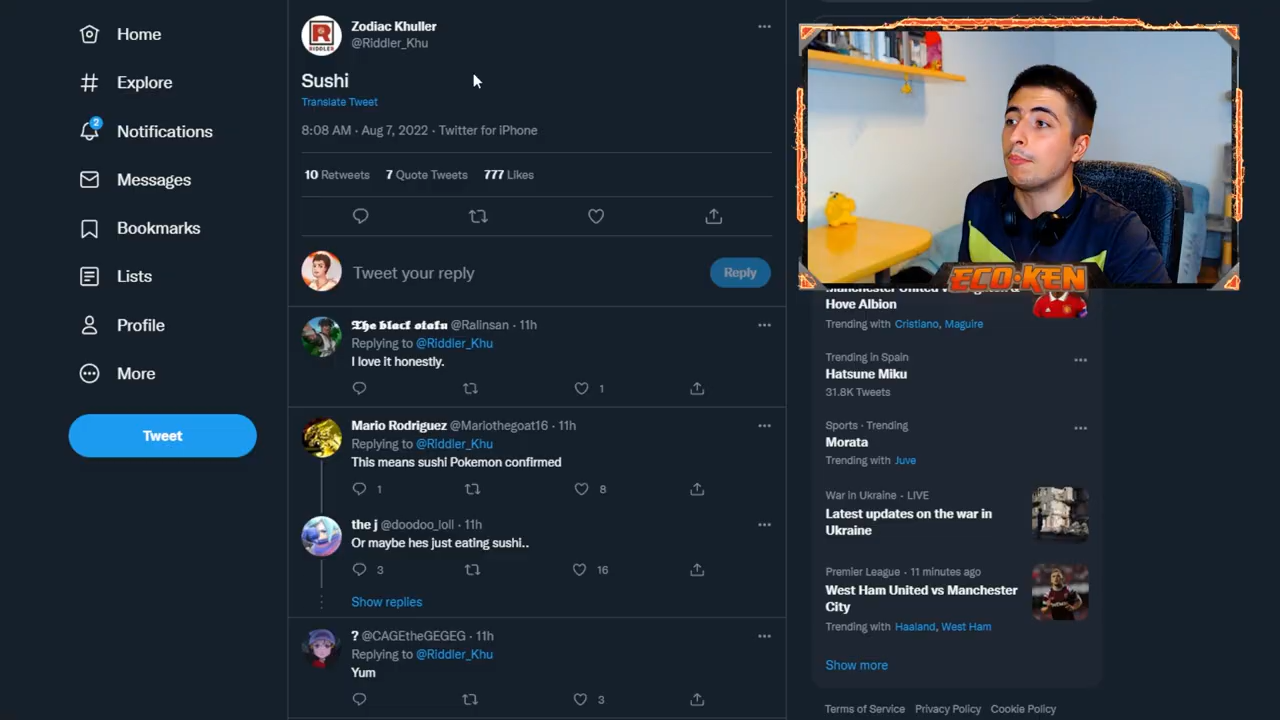 Home
Explore
2
Notifications
Messages
Bookmarks
Lists
Profile
More
Tweet
RIDDLER
Zodiac Khuller
@Riddler_Khu
Sushi
Translate Tweet
8:08 AM · Aug 7, 2022 · Twitter for iPhone
10 Retweets 7 Quote Tweets 777 Likes
Tweet your reply
Reply
The black olafu @Ralinsan · 11h
Replying to @Riddler_Khu
I love it honestly.
1
Mario Rodriguez @Mariothegoat16 · 11h
Replying to @Riddler_Khu
This means sushi Pokemon confirmed
1
8
the j @doodoo_loll · 11h
Or maybe hes just eating sushi..
3
16
Show replies
? @CAGEtheGEGEG · 11h
Replying to @Riddler_Khu
Yum
3
ECO·KEN
Manchester United
Hove Albion
Trending with Cristiano, Maguire
Trending in Spain
Hatsune Miku
31.8K Tweets
Sports · Trending
Morata
Trending with Juve
War in Ukraine · LIVE
Latest updates on the war in
Ukraine
Premier League · 11 minutes ago
West Ham United vs Manchester
City
Trending with Haaland, West Ham
Show more
Terms of Service Privacy Policy Cookie Policy